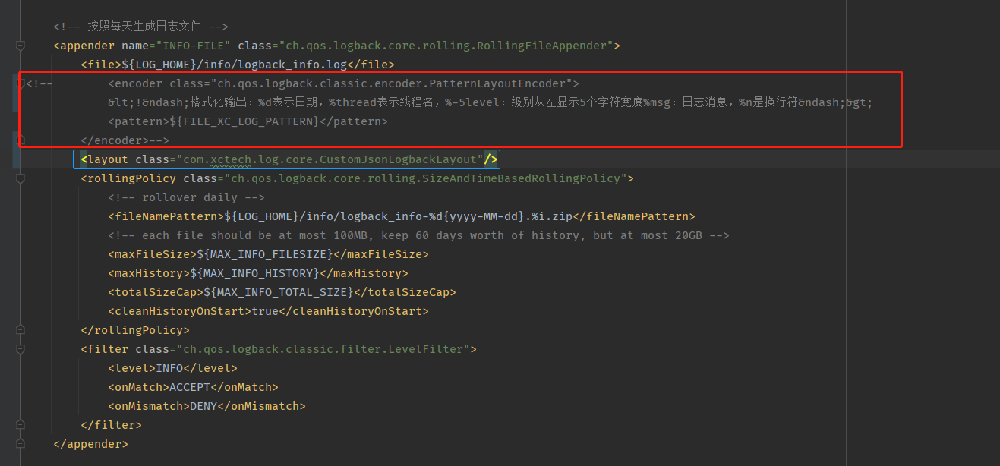 <!-- 按照每天生成日志文件 -->
<appender name="INFO-FILE" class="ch.qos.logback.core.rolling.RollingFileAppender">
<file>${LOG_HOME}/info/logback_info.log</file>
<!-- <encoder class="ch.qos.logback.classic.encoder.PatternLayoutEncoder">
&lt;!&ndash;格式化输出：%d表示日期，%thread表示线程名，%-5level：级别从左显示5个字符宽度%msg：日志消息，%n是换行符&ndash;&gt;
<pattern>${FILE_XC_LOG_PATTERN}</pattern>
</encoder>-->
<layout class="com.xctech.log.core.CustomJsonLogbackLayout"/>
<rollingPolicy class="ch.qos.logback.core.rolling.SizeAndTimeBasedRollingPolicy">
<!-- rollover daily -->
<fileNamePattern>${LOG_HOME}/info/logback_info-%d{yyyy-MM-dd}.%i.zip</fileNamePattern>
<!-- each file should be at most 100MB, keep 60 days worth of history, but at most 20GB -->
<maxFileSize>${MAX_INFO_FILESIZE}</maxFileSize>
<maxHistory>${MAX_INFO_HISTORY}</maxHistory>
<totalSizeCap>${MAX_INFO_TOTAL_SIZE}</totalSizeCap>
<cleanHistoryOnStart>true</cleanHistoryOnStart>
</rollingPolicy>
<filter class="ch.qos.logback.classic.filter.LevelFilter">
<level>INFO</level>
<onMatch>ACCEPT</onMatch>
<onMismatch>DENY</onMismatch>
</filter>
</appender>